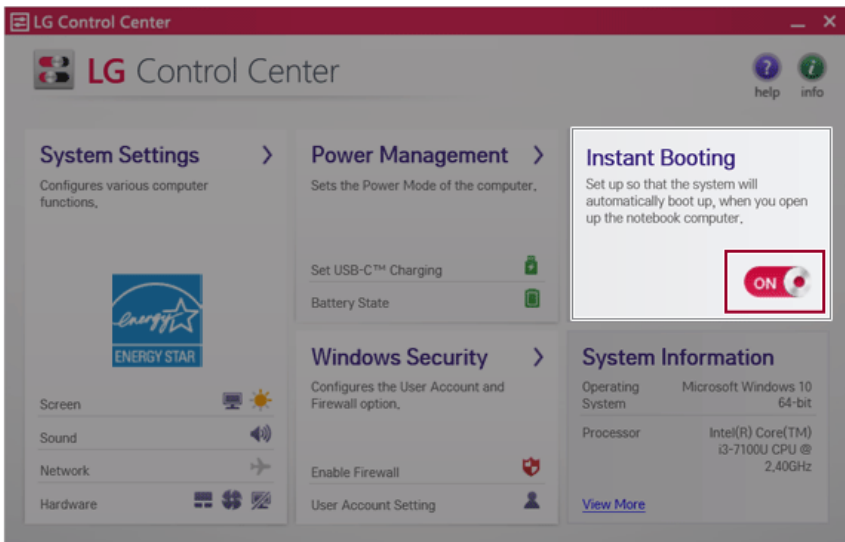 LG Control Center
LG Control Center
help info
System Settings
Configures various computer
functions.
energy
ENERGY STAR
Screen
Sound
Network
Hardware
Power Management
Sets the Power Mode of the computer.
Set USB-C™ Charging
Battery State
Instant Booting
Set up so that the system will
automatically boot up, when you open
up the notebook computer.
ON
Windows Security
Configures the User Account and
Firewall option.
Enable Firewall
User Account Setting
System Information
Operating Microsoft Windows 10
System 64-bit
Processor Intel(R) Core(TM)
i3-7100U CPU @
2,40GHz
View More